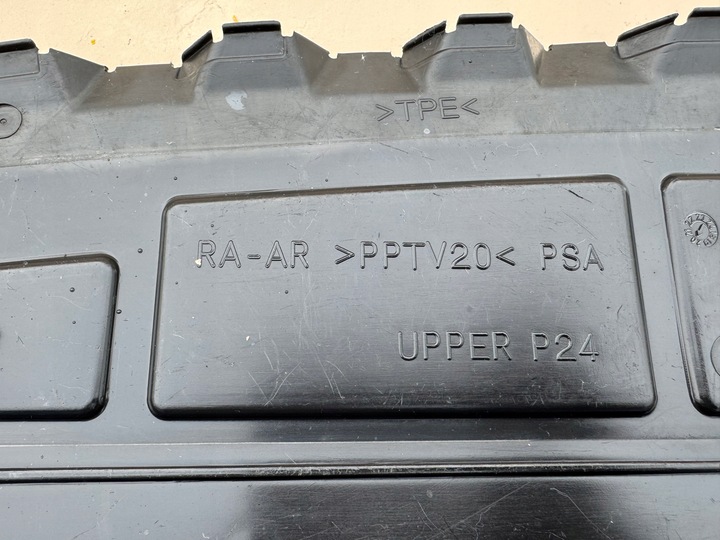 >TPE<
RA-AR >PPTV20< PSA
UPPER P24